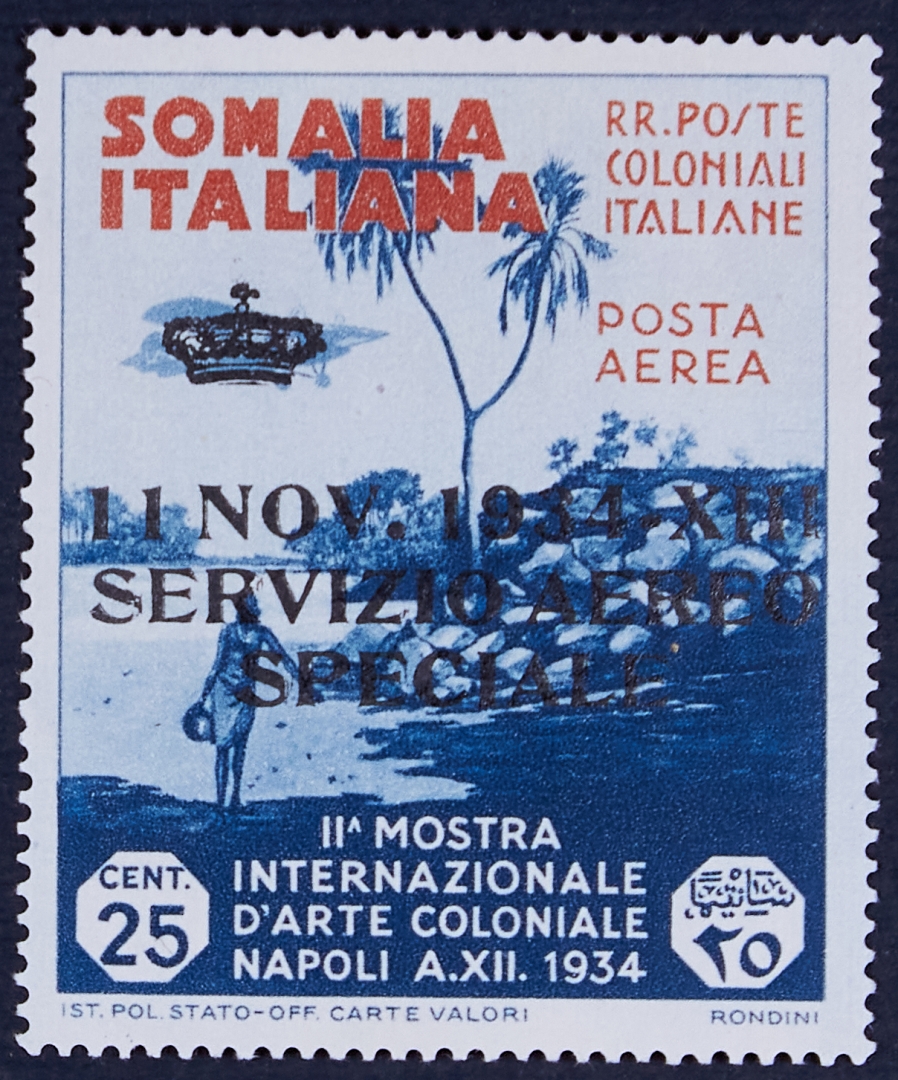 SOMALIA
ITALIANA
RR. POSTE
COLONIALI
ITALIANE
POSTA
AEREA
11 NOV. 1934-XIII
SERVIZIO AEREO
SPECIALE
IIᴬ MOSTRA
INTERNAZIONALE
D'ARTE COLONIALE
NAPOLI A.XII. 1934
CENT.
25
٢٥
IST. POL. STATO-OFF. CARTE VALORI
RONDINI